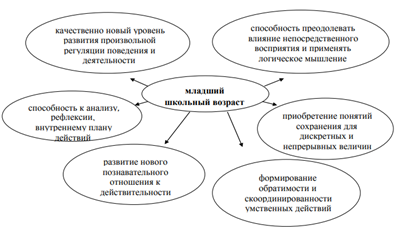 качественно новый уровень
развития произвольной
регуляции поведения и
деятельности
способность преодолевать
влияние непосредственного
восприятия и применять
логическое мышление
младший
школьный возраст
способность к анализу,
рефлексии,
внутреннему плану
действий
приобретение понятий
сохранения для
дискретных и
непрерывных величин
развитие нового
познавательного
отношения к
действительности
формирование
обратимости и
скоординированности
умственных действий